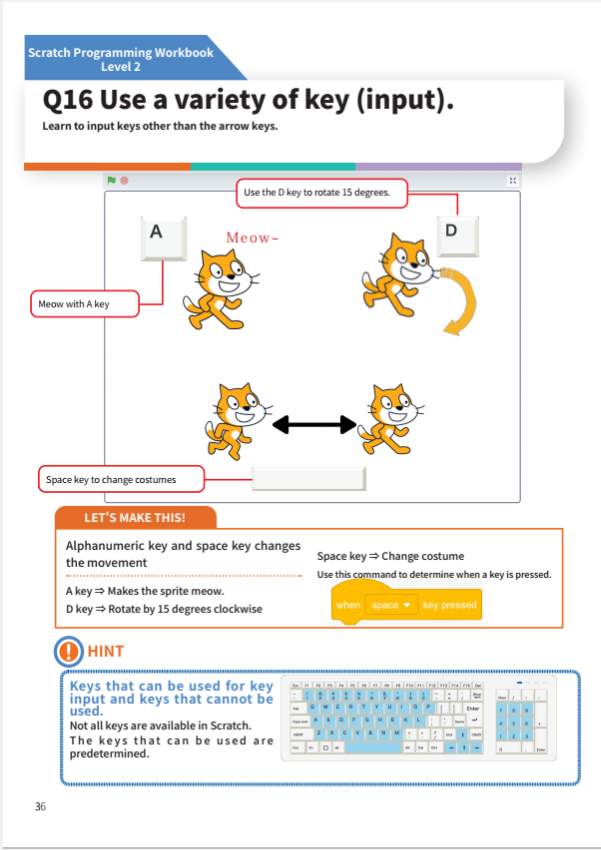 Scratch Programming Workbook
Level 2
Q16 Use a variety of key (input).
Learn to input keys other than the arrow keys.
Use the D key to rotate 15 degrees.
A
Meow~
D
Meow with A key
Space key to change costumes
LET'S MAKE THIS!
Alphanumeric key and space key changes
the movement
A key ⇒ Makes the sprite meow.
D key ⇒ Rotate by 15 degrees clockwise
Space key ⇒ Change costume
Use this command to determine when a key is pressed.
when space key pressed
HINT
Keys that can be used for key
input and keys that cannot be
used.
Not all keys are available in Scratch.
The keys that can be used are
predetermined.
Q W E R T Y U I O P
Enter
A S D F G H J K L
Z X C V B N M
36